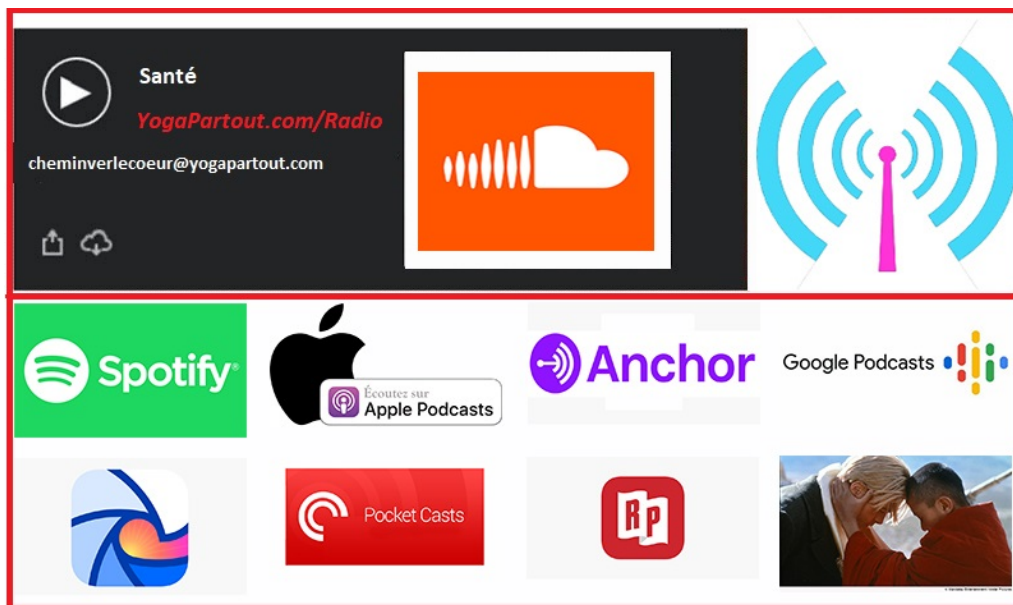 Santé
YogaPartout.com/Radio
cheminverlecoeur@yogapartout.com
Spotify®
Écoutez sur
Apple Podcasts
Anchor
Google Podcasts
Pocket Casts
RP